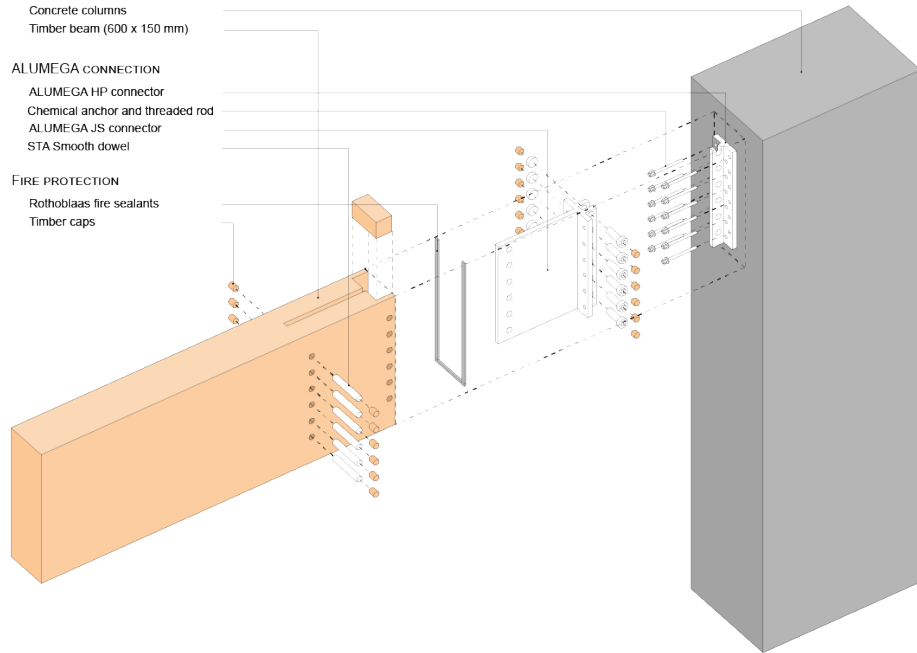 Concrete columns
Timber beam (600 x 150 mm)
ALUMEGA CONNECTION
ALUMEGA HP connector
Chemical anchor and threaded rod
ALUMEGA JS connector
STA Smooth dowel
FIRE PROTECTION
Rothoblaas fire sealants
Timber caps